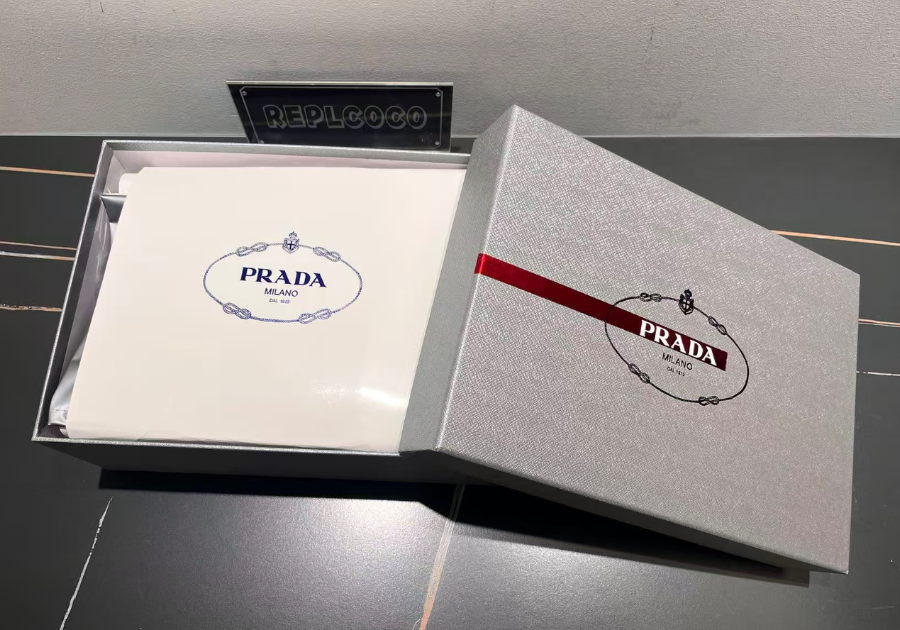 REPLCOCO
PRADA
MILANO
DAL 1913
PRADA
MILANO
DAL 1913